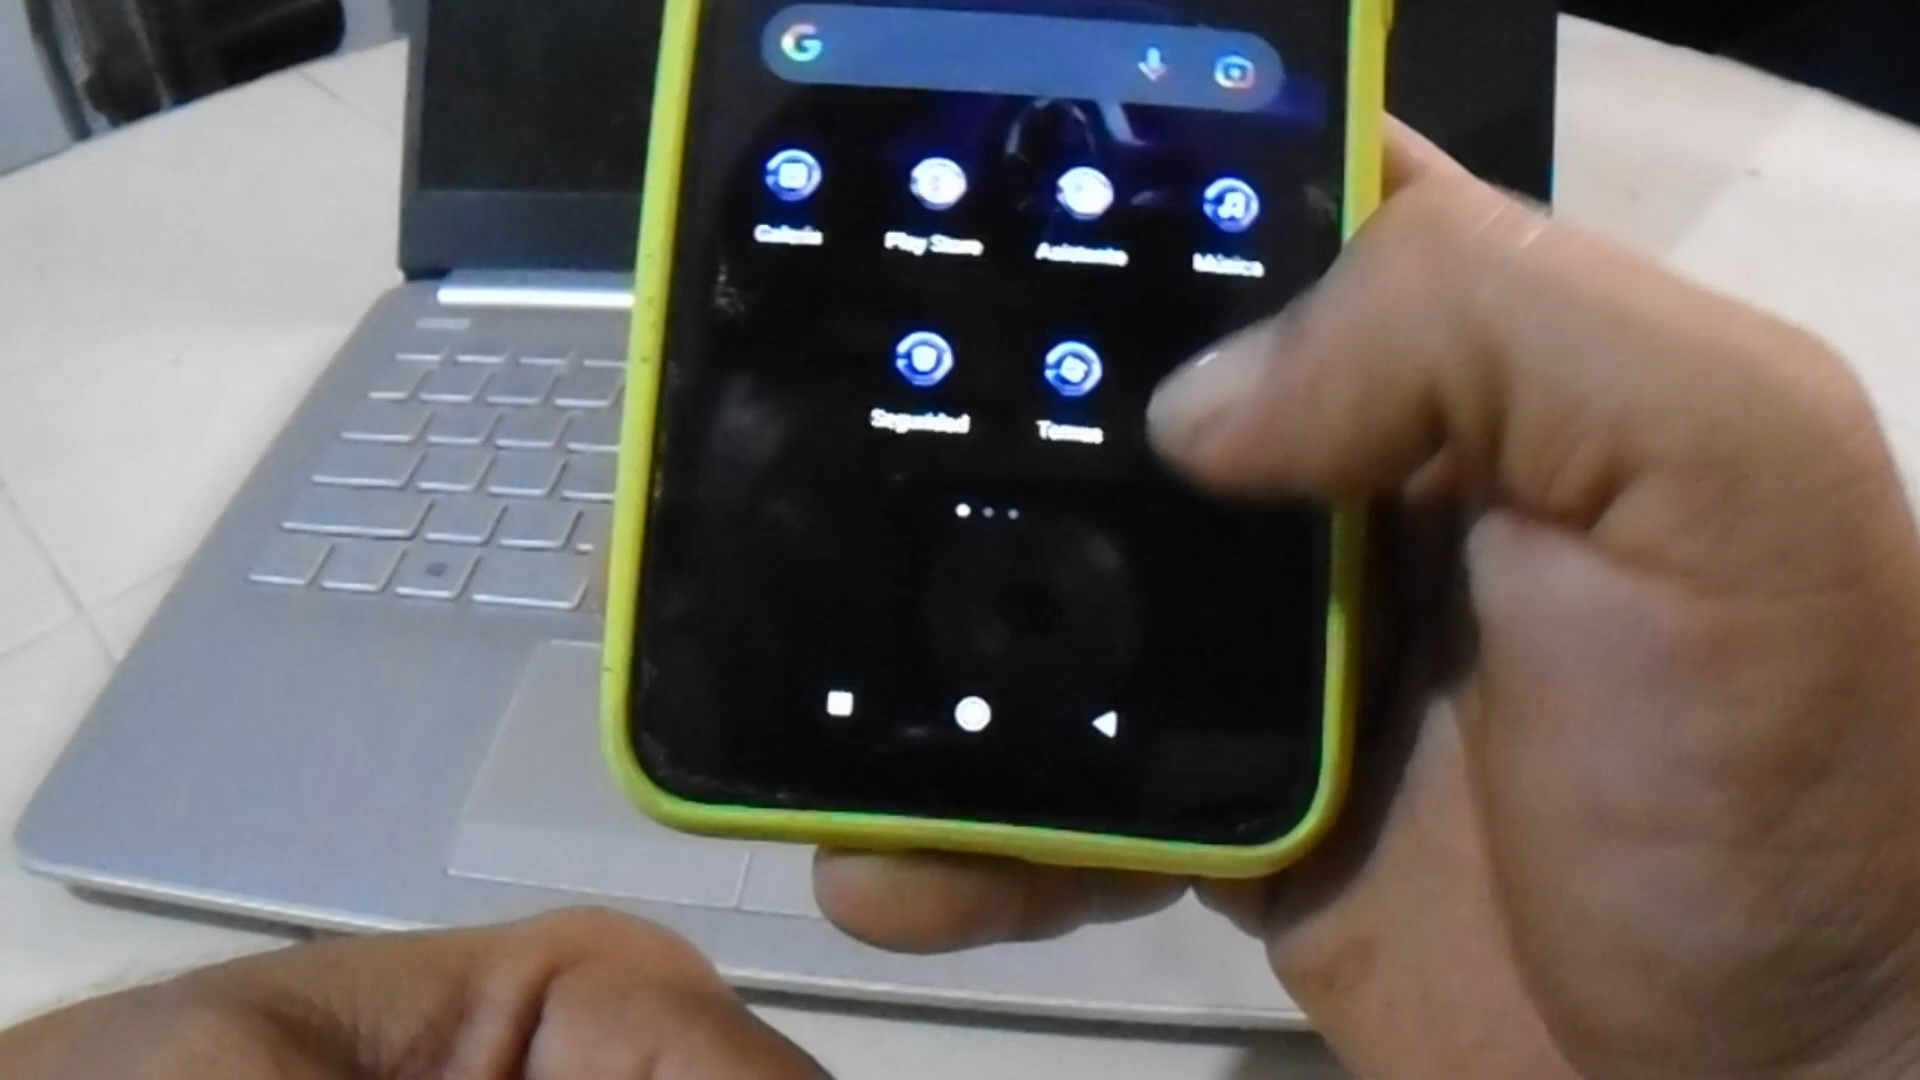 Galería
Play Store
Asistente
Música
Seguridad
Temas